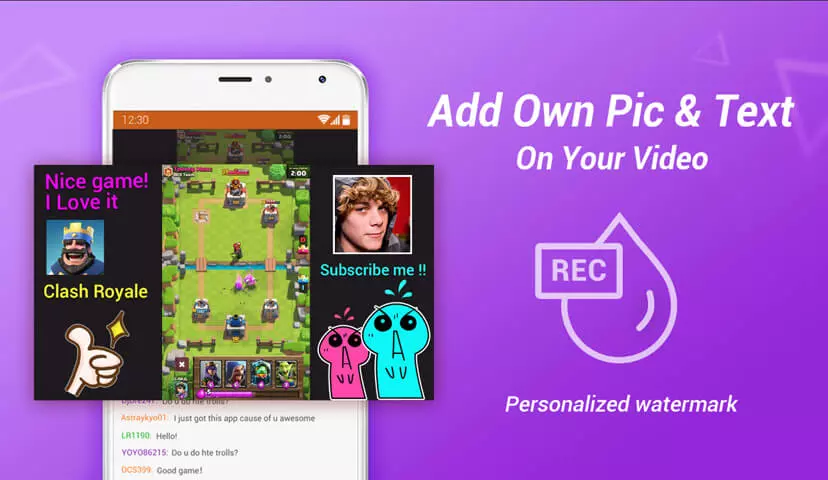 12:30
Nice game!
I Love it
Clash Royale
2:00
Subscribe me !!
Do u do hte trolls?
Astraykyo01: I just got this app cause of u awesome
LR1190: Hello!
YOYO86215: Do u do hte trolls?
OCS399: Good game!
Add Own Pic & Text
On Your Video
REC
Personalized watermark